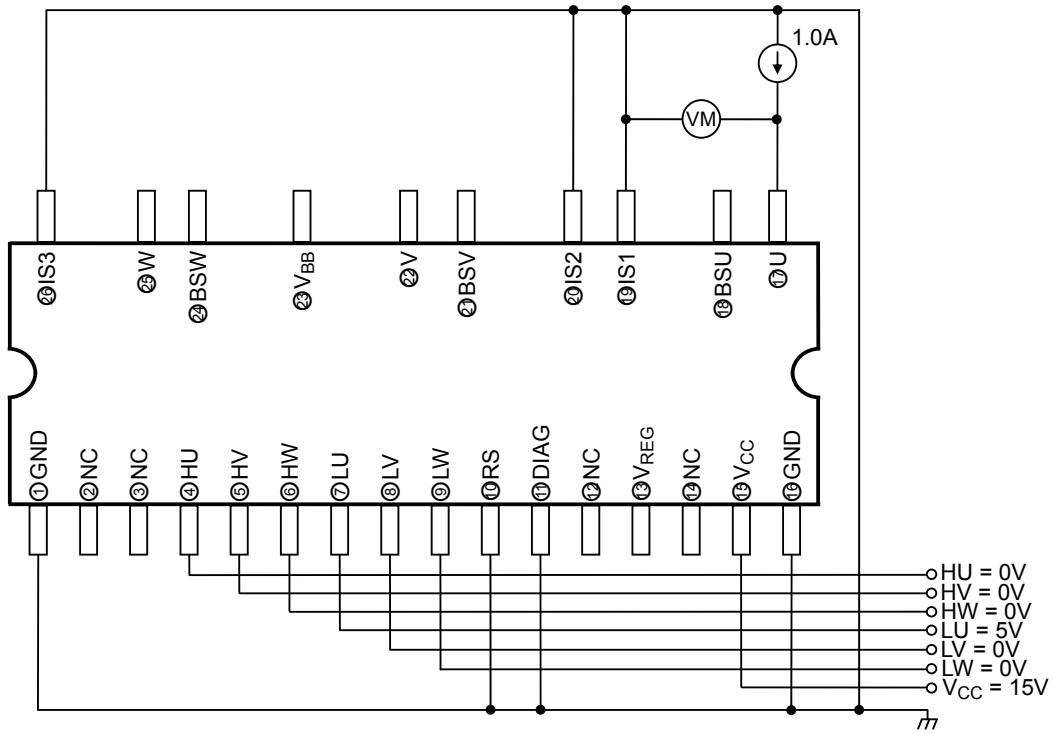 1.0A
VM
㉖IS3
㉕W
㉔BSW
㉓VBB
㉒V
㉑BSV
⑳IS2
⑲IS1
⑱BSU
⑰U
①GND
②NC
③NC
④HU
⑤HV
⑥HW
⑦LU
⑧LV
⑨LW
⑩RS
⑪DIAG
⑫NC
⑬VREG
⑭NC
⑮VCC
⑯GND
HU = 0V
HV = 0V
HW = 0V
LU = 5V
LV = 0V
LW = 0V
VCC = 15V